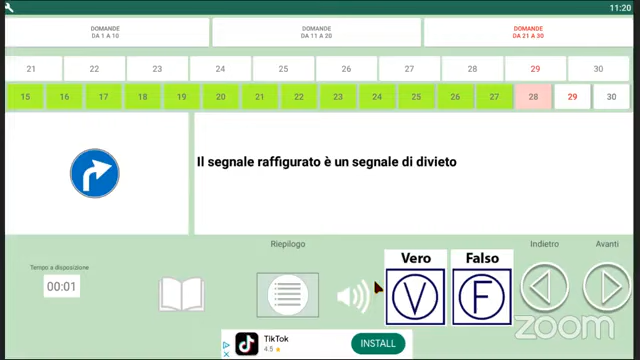 11:20
DOMANDE
DA 1 A 10
DOMANDE
DA 11 A 20
DOMANDE
DA 21 A 30
21 22 23 24 25 26 27 28 29 30
15 16 17 18 19 20 21 22 23 24 25 26 27 28 29 30
Il segnale raffigurato è un segnale di divieto
Riepilogo
Indietro
Avanti
Tempo a disposizione
00:01
Vero
Falso
V
F
zoom
TikTok
4.5
INSTALL